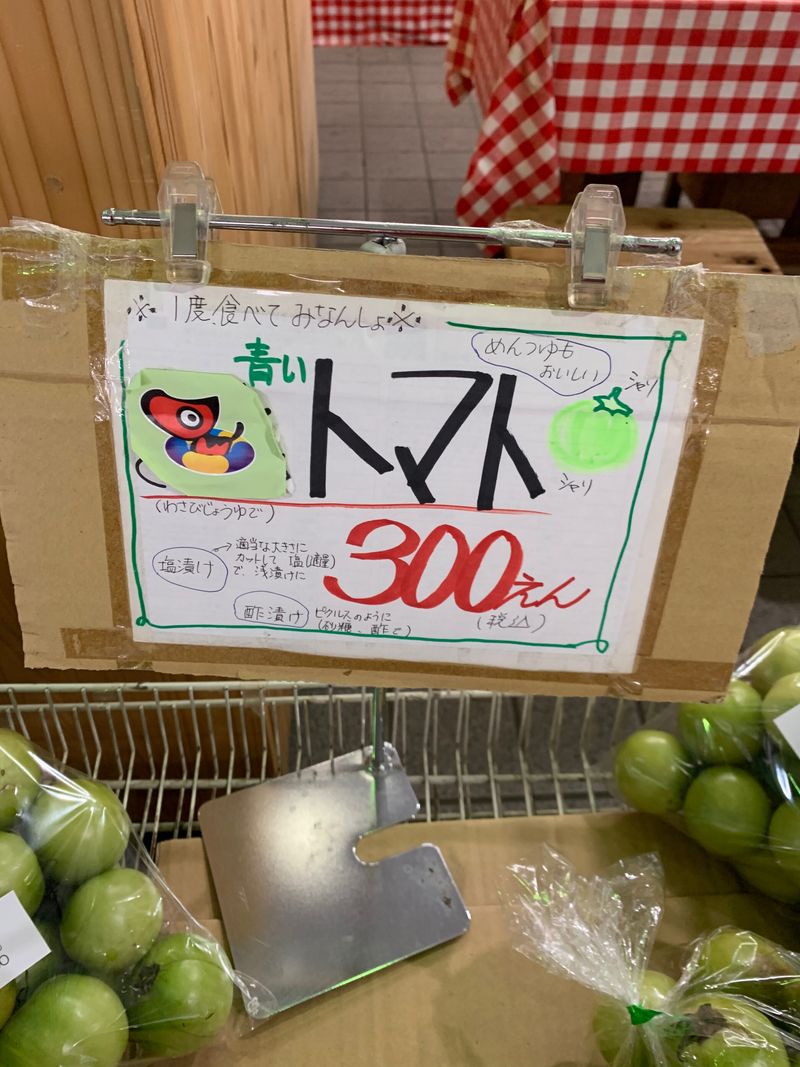 ※ 1度食べて みなんしょ※
めんつゆも
おいしい
青い
トマト
シャリ
シャリ
(わさびじょうゆで)
300えん
(税込)
塩漬け
→適当な大きさに
カットして 塩(適量)
で、浅漬けに
酢漬け
ピクルスのように
(砂糖、酢で)